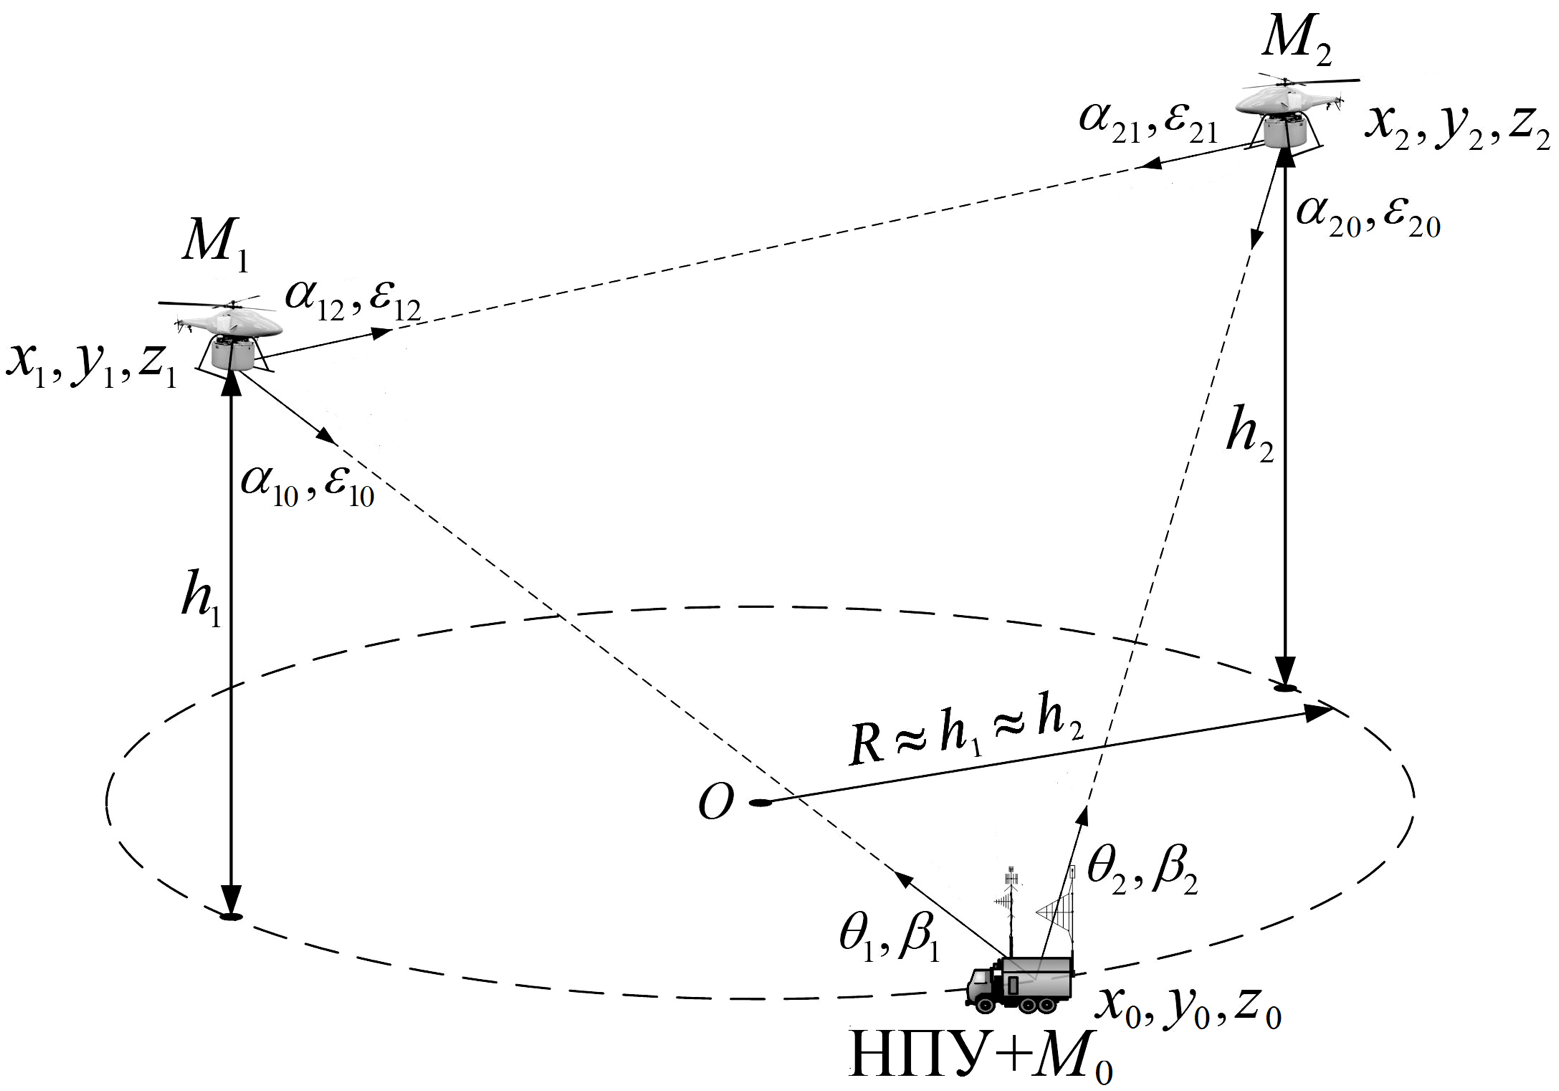 M₂
α₂₁, ε₂₁
x₂, y₂, z₂
α₂₀, ε₂₀
M₁
α₁₂, ε₁₂
x₁, y₁, z₁
h₂
α₁₀, ε₁₀
h₁
R ≈ h₁ ≈ h₂
O
θ₂, β₂
θ₁, β₁
x₀, y₀, z₀
НПУ+M₀